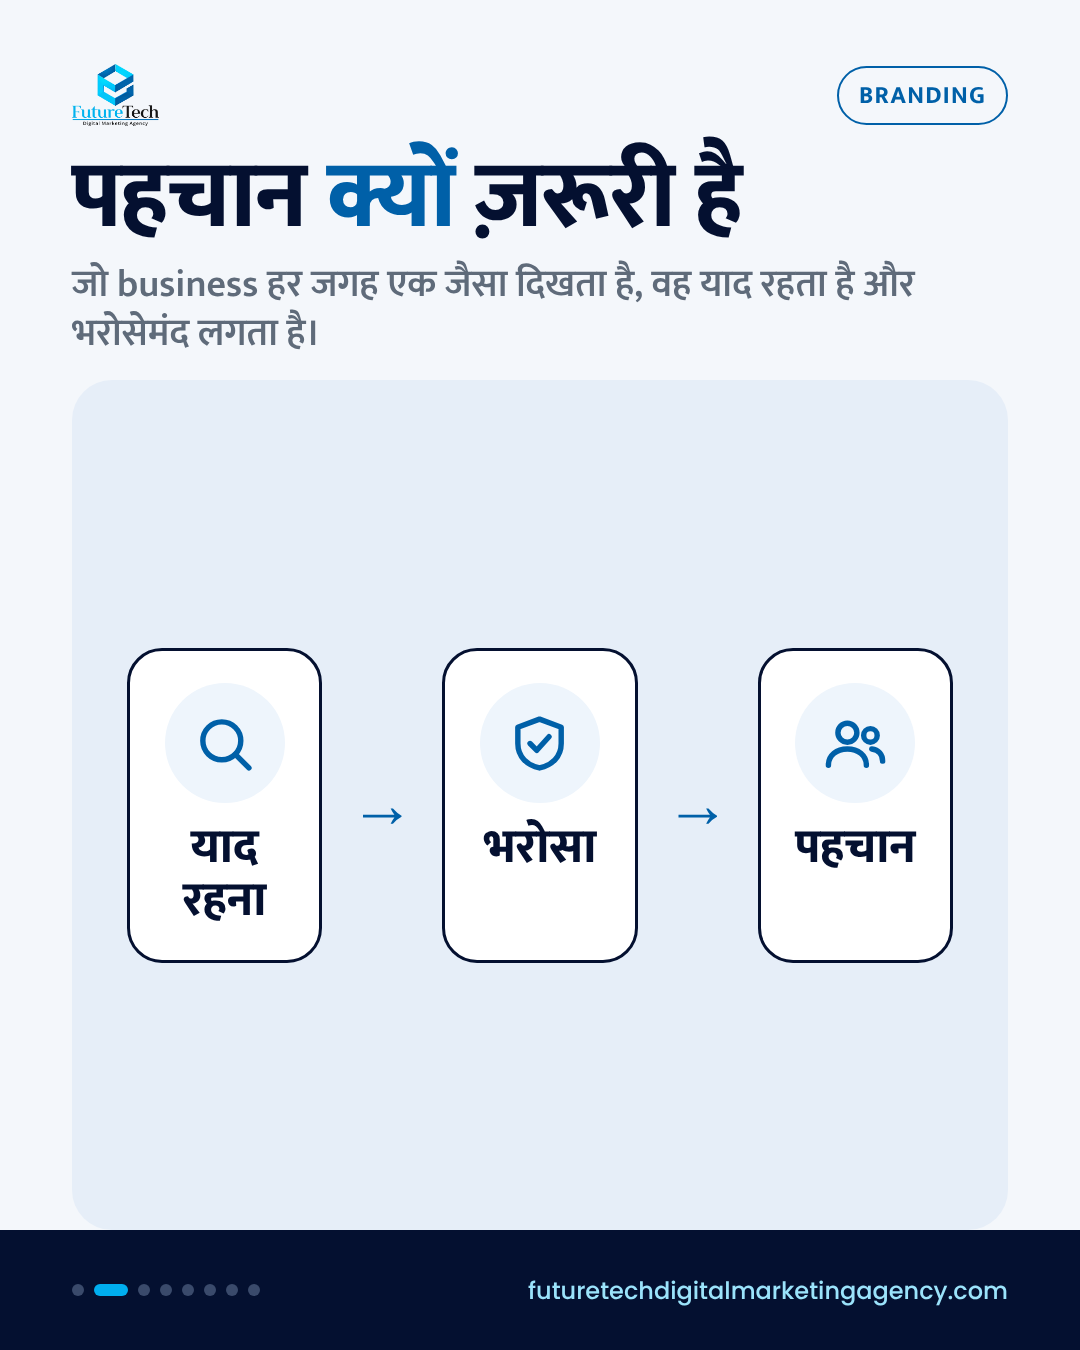 FutureTech
Digital Marketing Agency
BRANDING
पहचान क्यों ज़रूरी है
जो business हर जगह एक जैसा दिखता है, वह याद रहता है और
भरोसेमंद लगता है।
याद
रहना
→
भरोसा
→
पहचान
futuretechdigitalmarketingagency.com